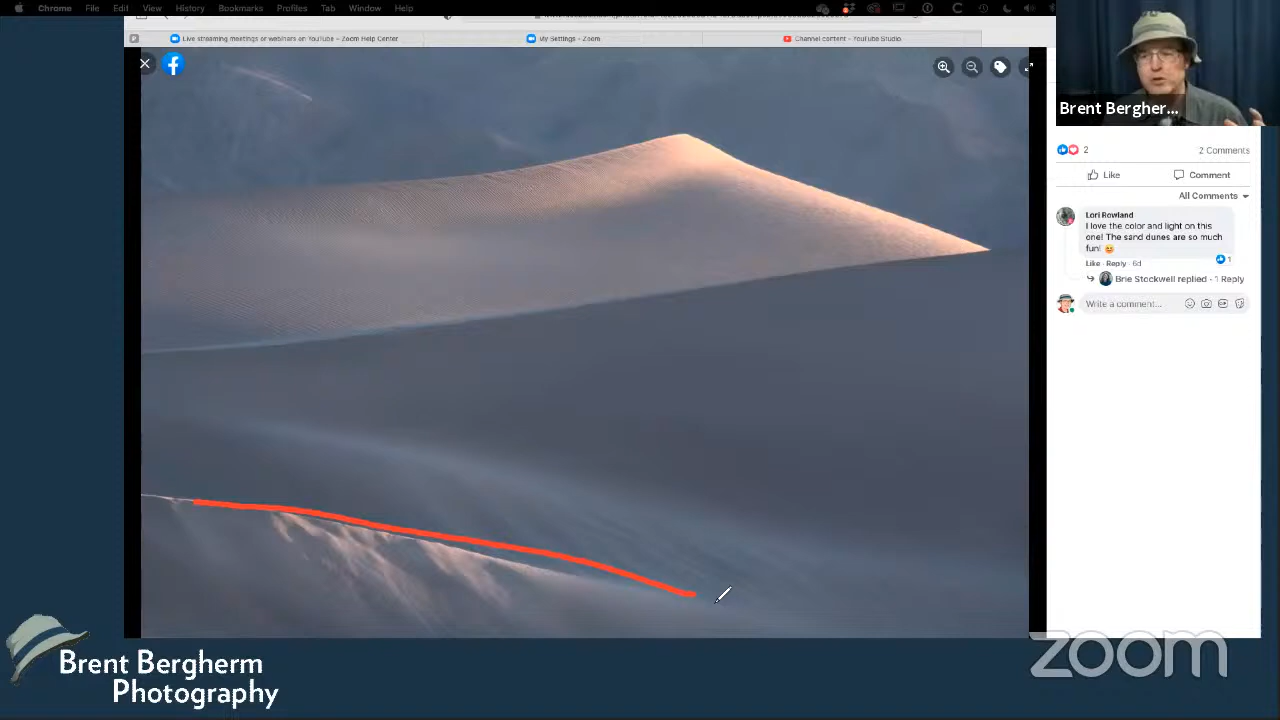 Chrome File Edit View History Bookmarks Profiles Tab Window Help
Live streaming meetings or webinars on YouTube – Zoom Help Center
My Settings - Zoom
Channel content - YouTube Studio
Brent Bergher...
2
2 Comments
Like
Comment
All Comments
Lori Rowland
I love the color and light on this
one! The sand dunes are so much
fun!
1
Like · Reply · 6d
Brie Stockwell replied · 1 Reply
Write a comment...
Brent Bergherm
Photography
zoom